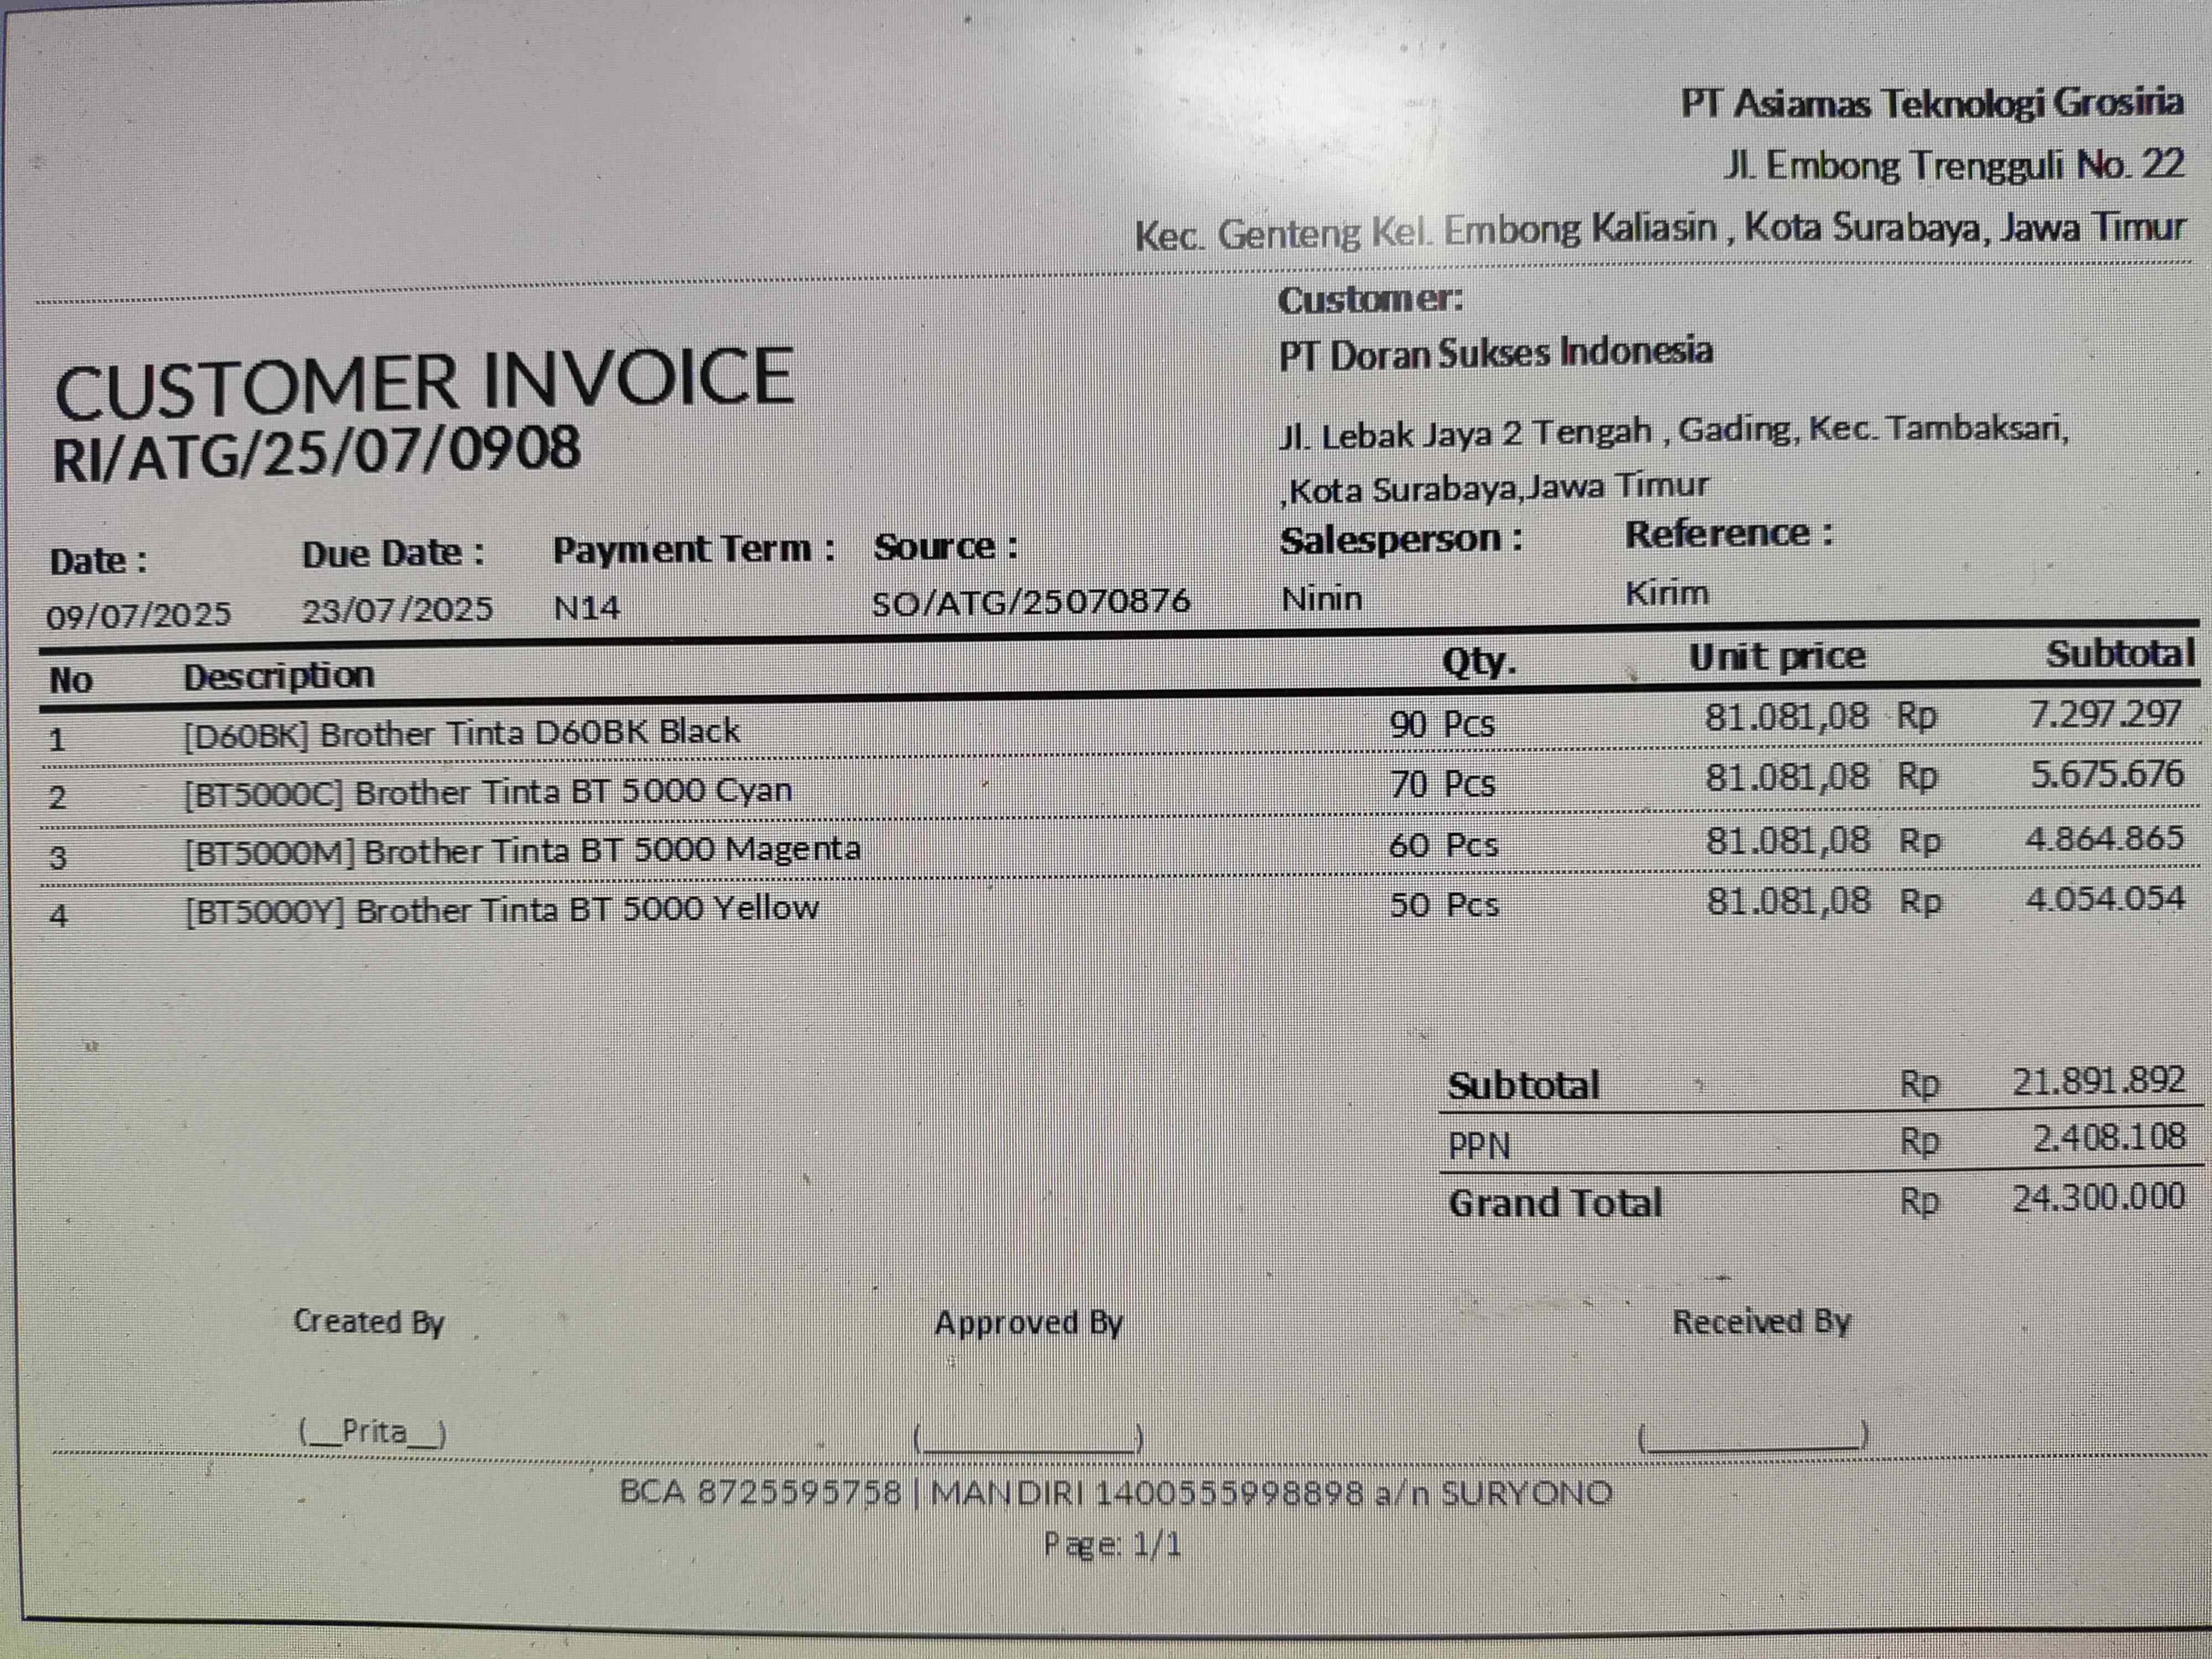 PT Asiamas Teknologi Grosiria
Jl. Embong Trengguli No. 22
Kec. Genteng Kel. Embong Kaliasin , Kota Surabaya, Jawa Timur
CUSTOMER INVOICE
RI/ATG/25/07/0908
Customer:
PT Doran Sukses Indonesia
Jl. Lebak Jaya 2 Tengah , Gading, Kec. Tambaksari,
,Kota Surabaya,Jawa Timur
Date : Due Date : Payment Term : Source : Salesperson : Reference :
09/07/2025 23/07/2025 N14 SO/ATG/25070876 Ninin Kirim
No Description Qty. Unit price Subtotal
1 [D60BK] Brother Tinta D60BK Black 90 Pcs 81.081,08 Rp 7.297.297
2 [BT5000C] Brother Tinta BT 5000 Cyan 70 Pcs 81.081,08 Rp 5.675.676
3 [BT5000M] Brother Tinta BT 5000 Magenta 60 Pcs 81.081,08 Rp 4.864.865
4 [BT5000Y] Brother Tinta BT 5000 Yellow 50 Pcs 81.081,08 Rp 4.054.054
Subtotal Rp 21.891.892
PPN Rp 2.408.108
Grand Total Rp 24.300.000
Created By Approved By Received By
(__Prita__) (____________) (____________)
BCA 8725595758 | MANDIRI 1400555998898 a/n SURYONO
Page: 1/1